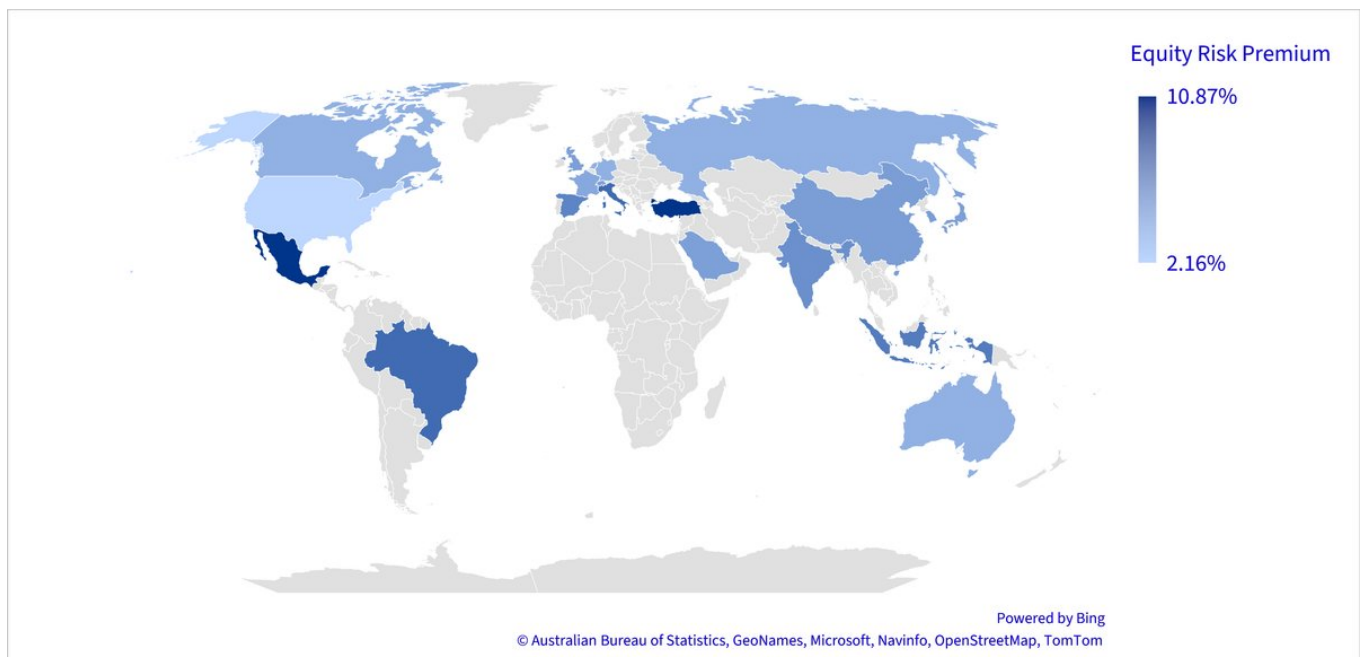 Equity Risk Premium
10.87%
2.16%
Powered by Bing
© Australian Bureau of Statistics, GeoNames, Microsoft, Navinfo, OpenStreetMap, TomTom